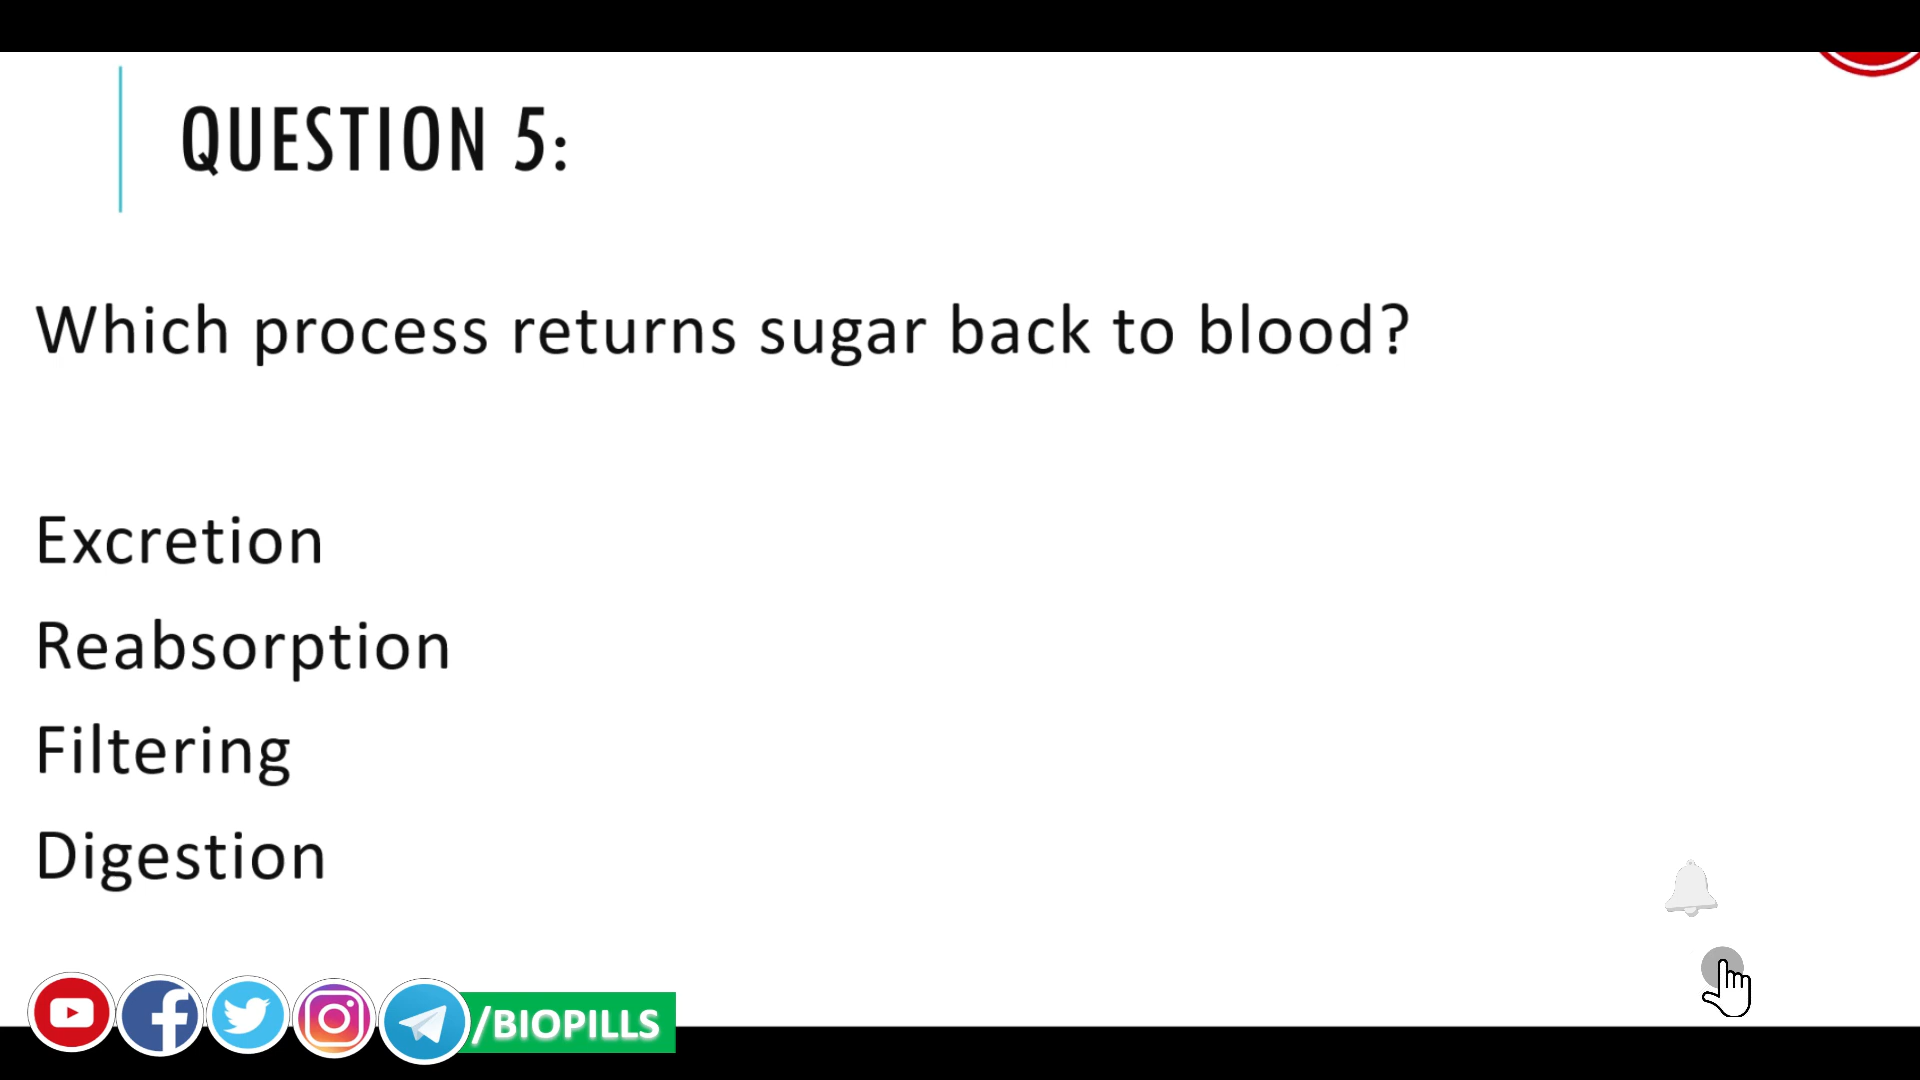 QUESTION 5:
Which process returns sugar back to blood?
Excretion
Reabsorption
Filtering
Digestion
/BIOPILLS